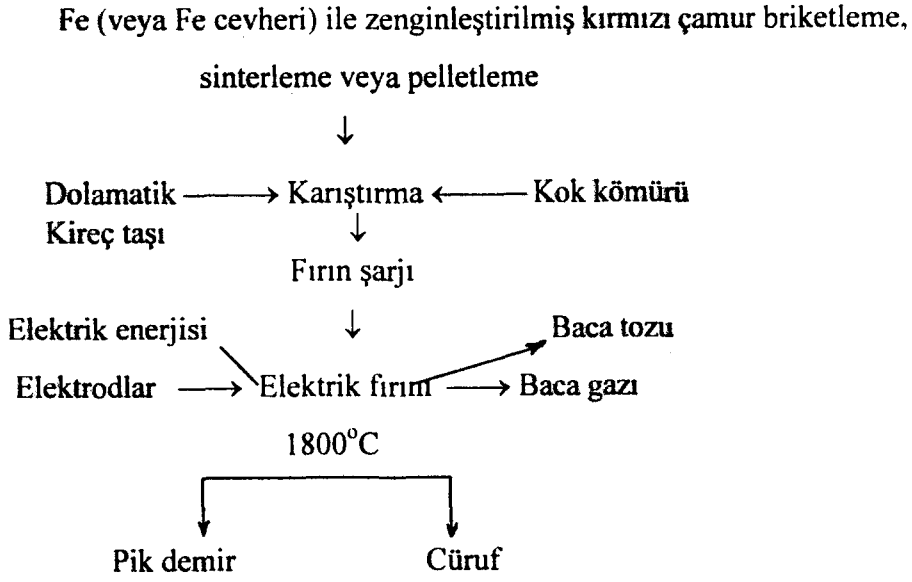 Fe (veya Fe cevheri) ile zenginleştirilmiş kırmızı çamur briketleme,
sinterleme veya pelletleme
Dolamatik Karıştırma Kok kömürü
Kireç taşı
Fırın şarjı
Elektrik enerjisi Baca tozu
Elektrodlar Elektrik fırını Baca gazı
1800°C
Pik demir Cüruf